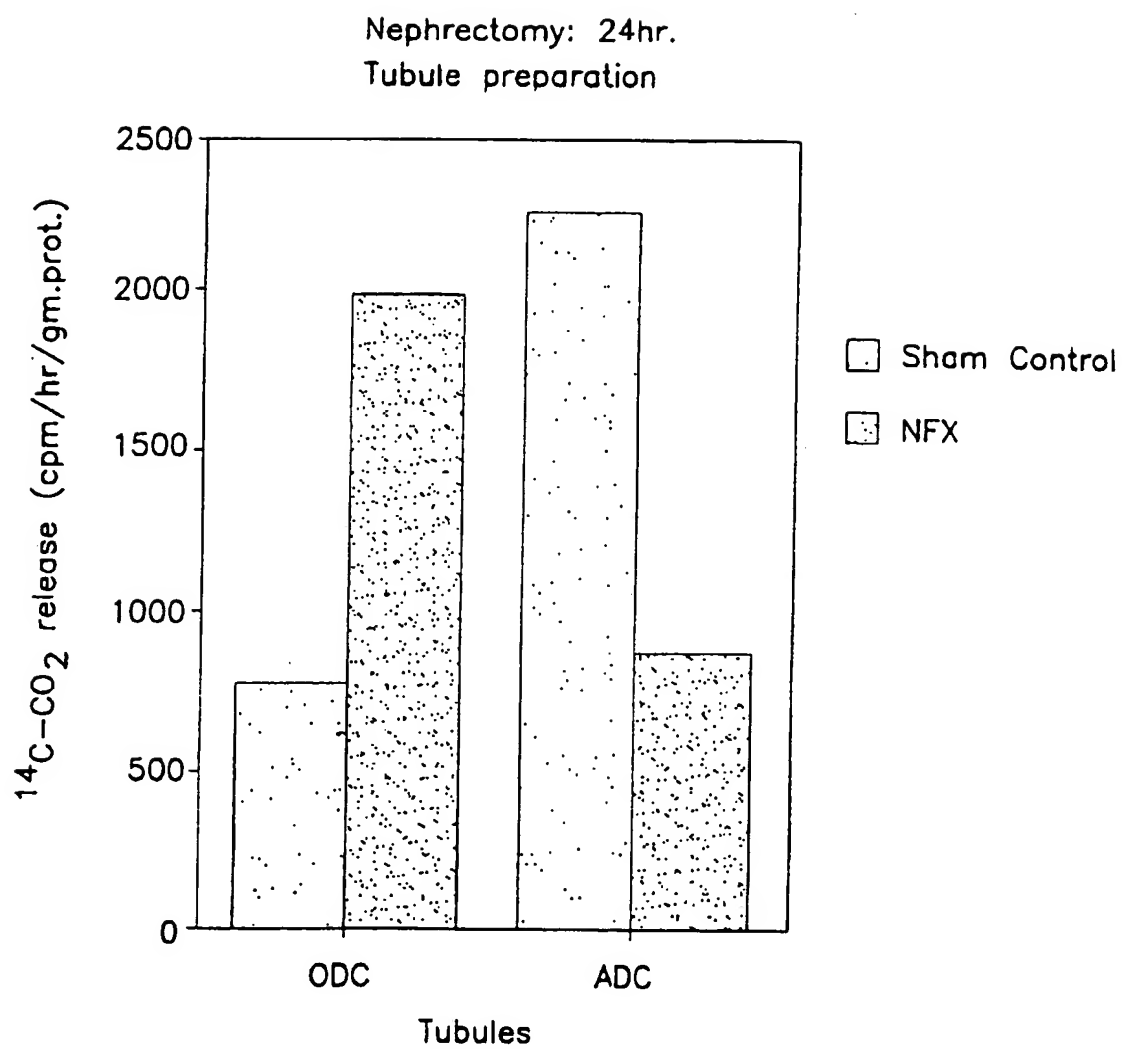 Nephrectomy: 24hr.
Tubule preparation
2500
2000
1500
1000
500
0
14C-CO2 release (cpm/hr/gm.prot.)
ODC
ADC
Tubules
Sham Control
NFX